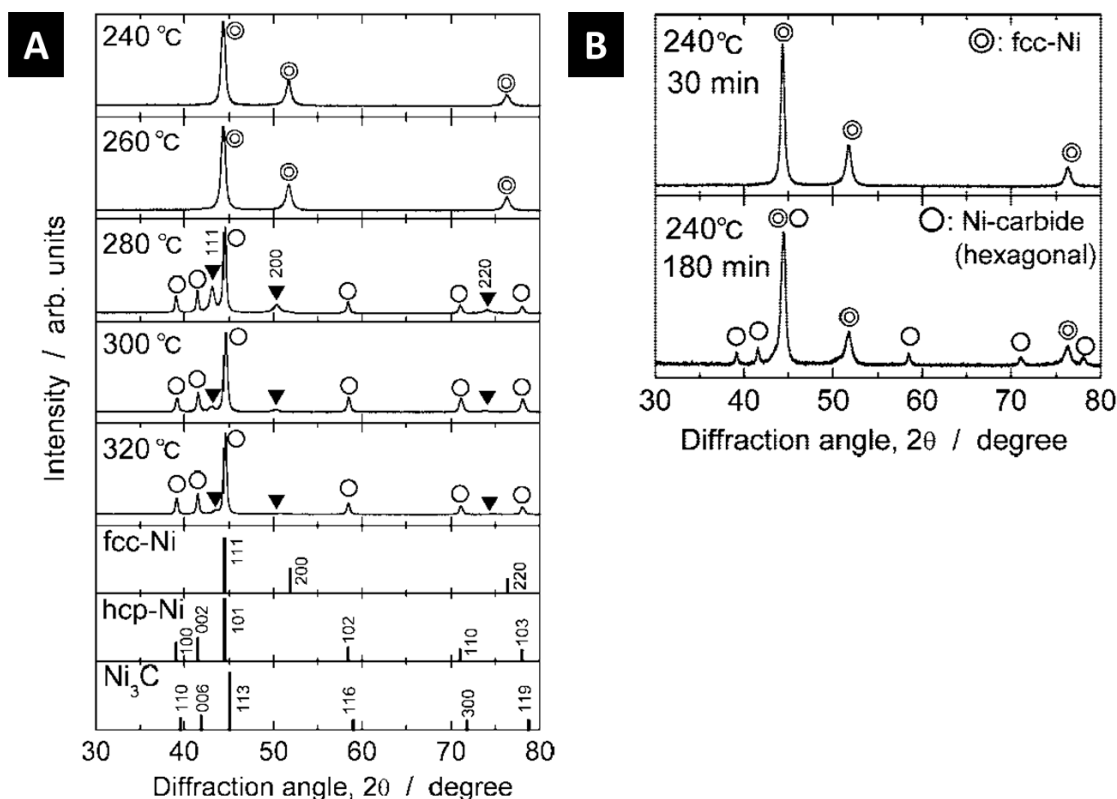 A
240 °C
260 °C
280 °C
111
200
220
300 °C
320 °C
fcc-Ni
111
200
220
hcp-Ni
100
002
101
102
110
103
Ni₃C
110
006
113
116
300
119
30 40 50 60 70 80
Diffraction angle, 2θ / degree
Intensity / arb. units
B
240°C
30 min
◎: fcc-Ni
240°C
180 min
○: Ni-carbide
(hexagonal)
30 40 50 60 70 80
Diffraction angle, 2θ / degree